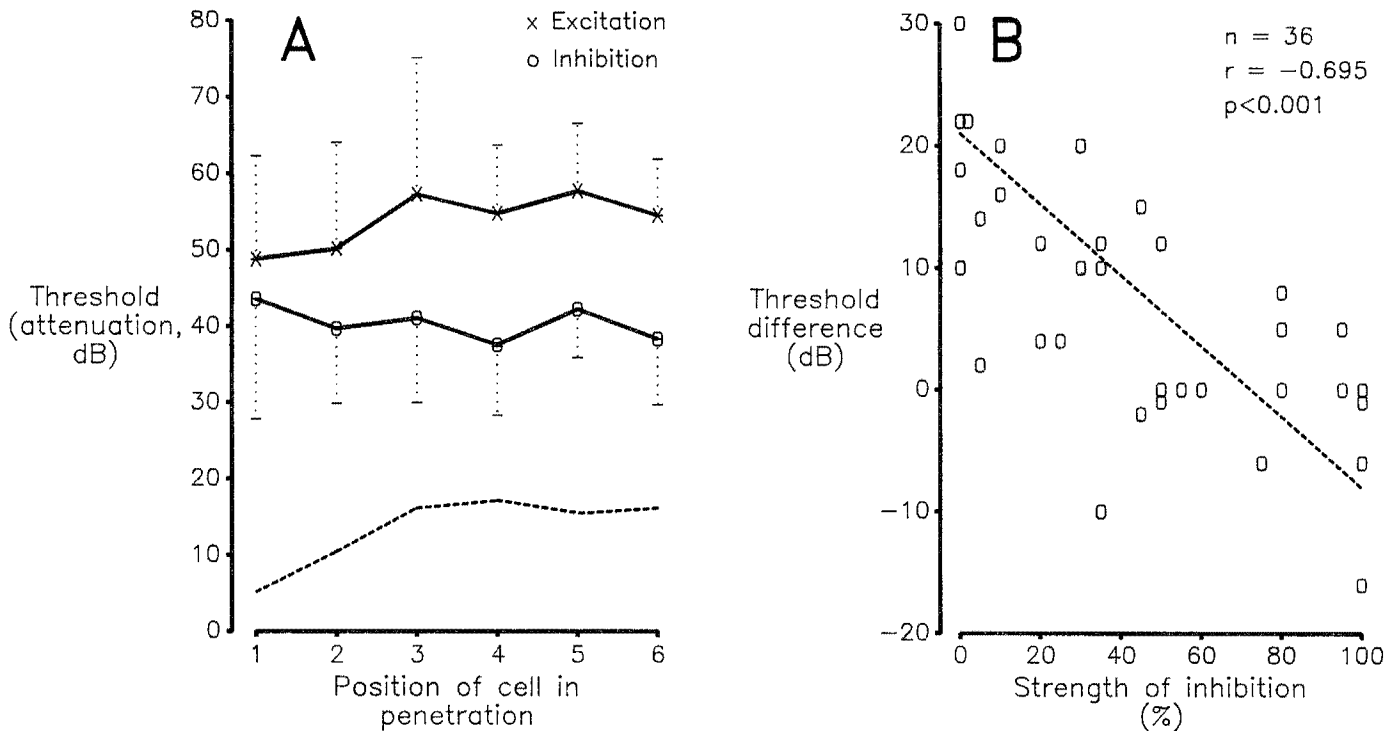 A
x Excitation
o Inhibition
80
70
60
50
40
30
20
10
0
Threshold
(attenuation,
dB)
1 2 3 4 5 6
Position of cell in
penetration
B
n = 36
r = −0.695
p<0.001
30
20
10
0
−10
−20
Threshold
difference
(dB)
0 20 40 60 80 100
Strength of inhibition
(%)